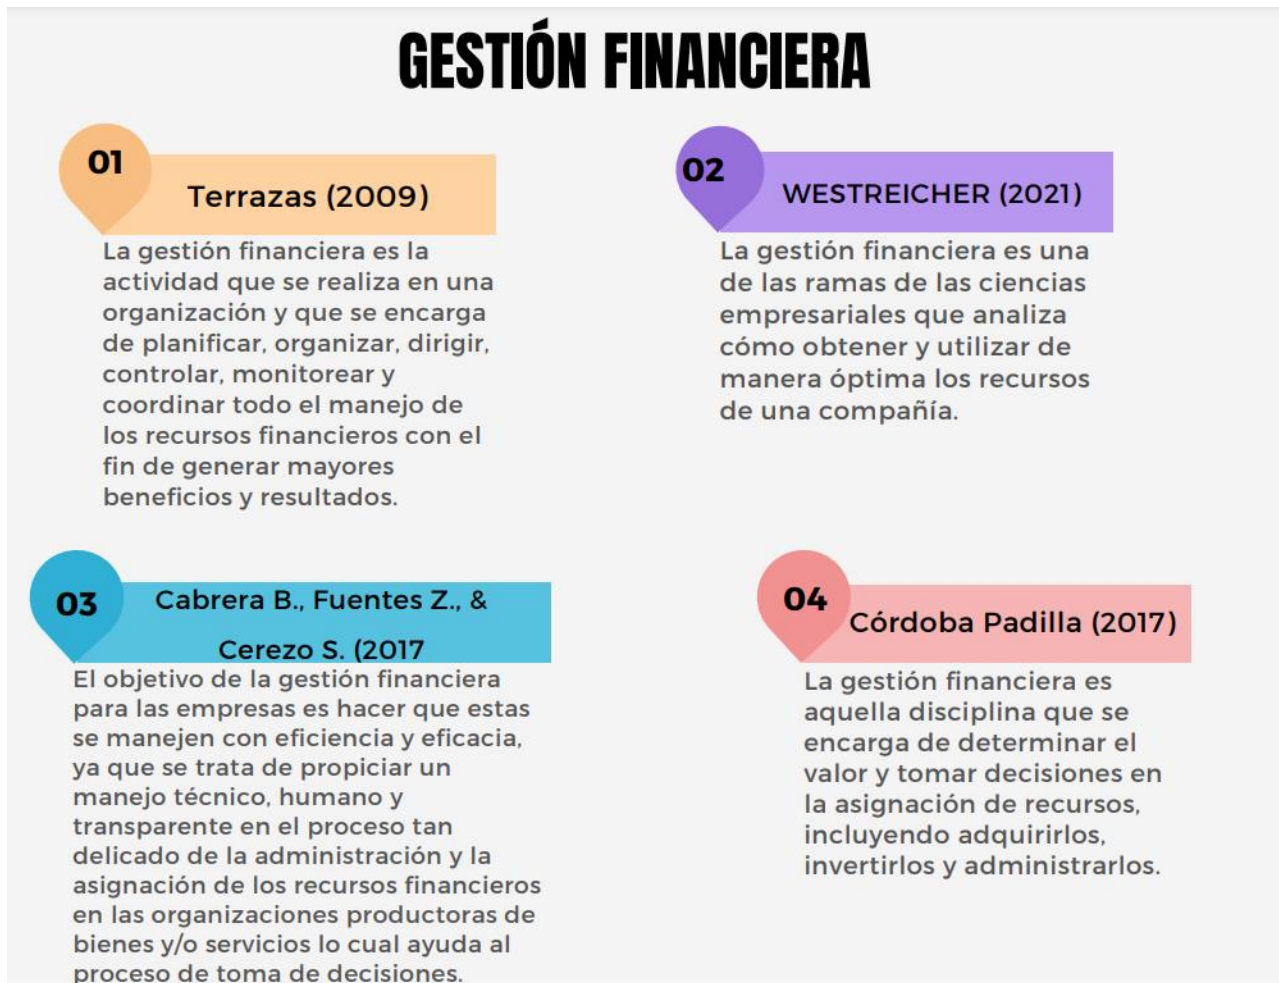 GESTIÓN FINANCIERA
01
Terrazas (2009)
La gestión financiera es la
actividad que se realiza en una
organización y que se encarga
de planificar, organizar, dirigir,
controlar, monitorear y
coordinar todo el manejo de
los recursos financieros con el
fin de generar mayores
beneficios y resultados.
02
WESTREICHER (2021)
La gestión financiera es una
de las ramas de las ciencias
empresariales que analiza
cómo obtener y utilizar de
manera óptima los recursos
de una compañía.
03
Cabrera B., Fuentes Z., &
Cerezo S. (2017
El objetivo de la gestión financiera
para las empresas es hacer que estas
se manejen con eficiencia y eficacia,
ya que se trata de propiciar un
manejo técnico, humano y
transparente en el proceso tan
delicado de la administración y la
asignación de los recursos financieros
en las organizaciones productoras de
bienes y/o servicios lo cual ayuda al
proceso de toma de decisiones.
04
Córdoba Padilla (2017)
La gestión financiera es
aquella disciplina que se
encarga de determinar el
valor y tomar decisiones en
la asignación de recursos,
incluyendo adquirirlos,
invertirlos y administrarlos.